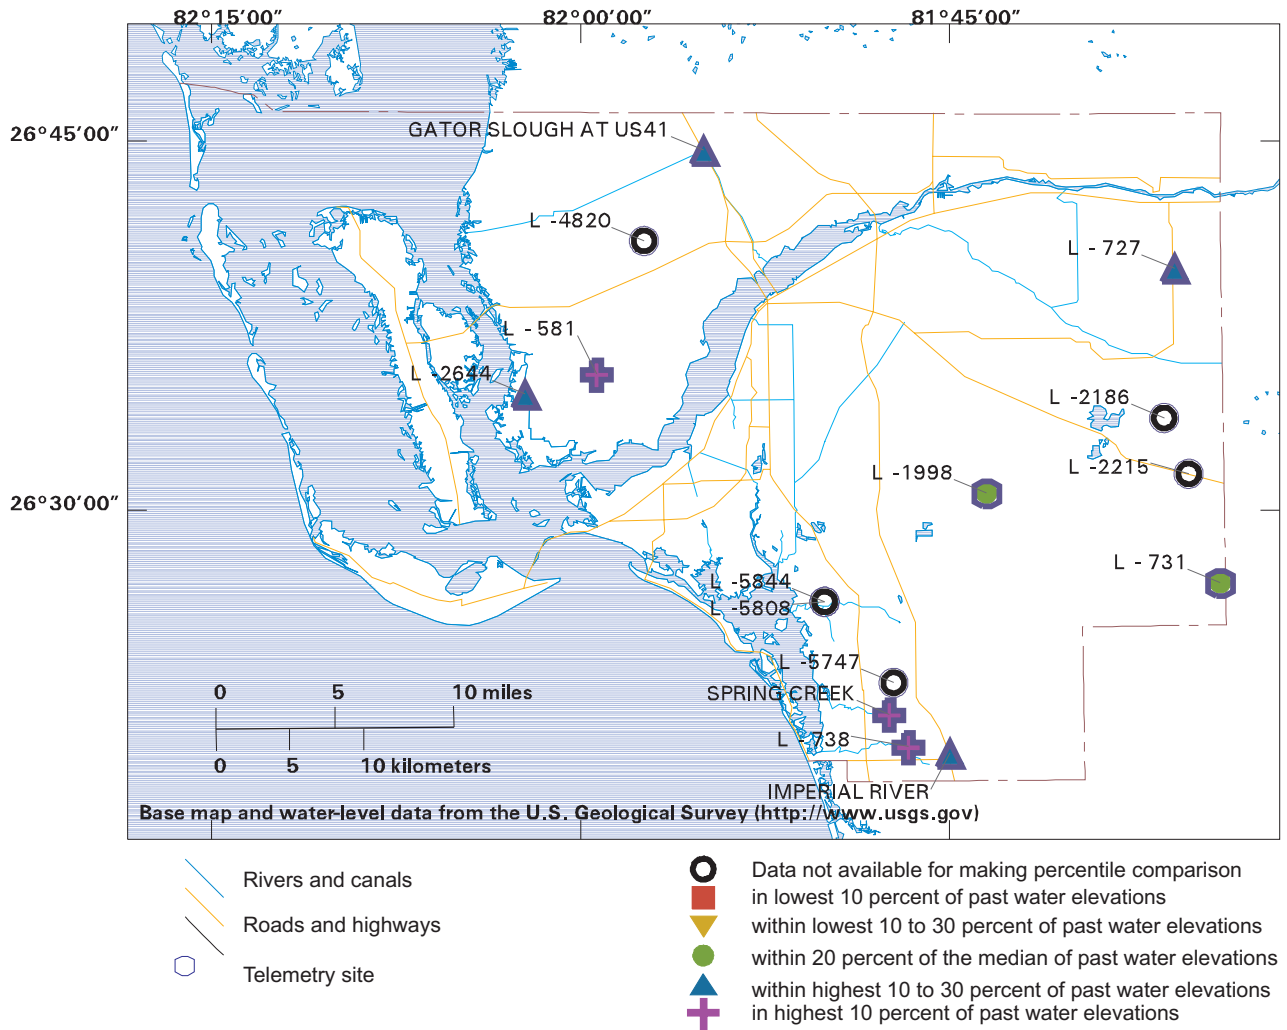 82°15′00″ 82°00′00″ 81°45′00″
26°45′00″
GATOR SLOUGH AT US41
L -4820
L - 727
L - 581
L -2644
L -2186
L -2215
L -1998
26°30′00″
L - 731
L -5844
L -5808
L -5747
SPRING CREEK
0 5 10 miles
L - 738
0 5 10 kilometers
IMPERIAL RIVER
Base map and water-level data from the U.S. Geological Survey (http://www.usgs.gov)
Rivers and canals
Roads and highways
Telemetry site
Data not available for making percentile comparison
in lowest 10 percent of past water elevations
within lowest 10 to 30 percent of past water elevations
within 20 percent of the median of past water elevations
within highest 10 to 30 percent of past water elevations
in highest 10 percent of past water elevations